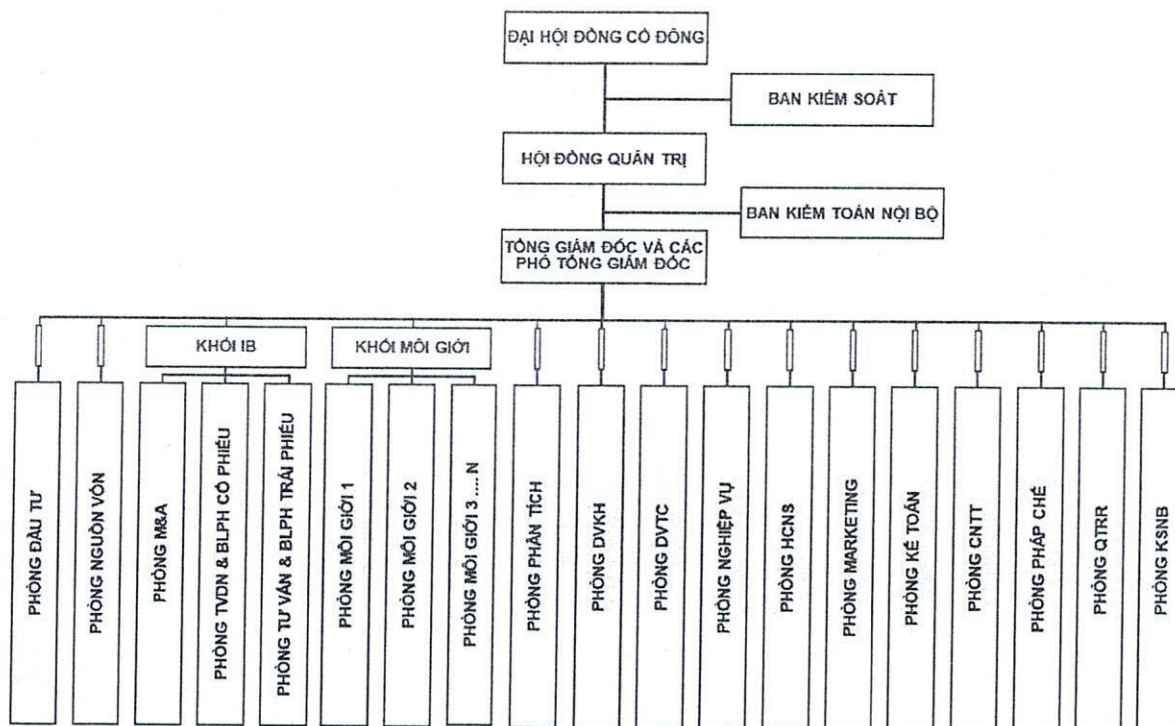 ĐẠI HỘI ĐỒNG CỔ ĐÔNG
BAN KIỂM SOÁT
HỘI ĐỒNG QUẢN TRỊ
BAN KIỂM TOÁN NỘI BỘ
TỔNG GIÁM ĐỐC VÀ CÁC
PHÓ TỔNG GIÁM ĐỐC
KHỐI IB
KHỐI MÔI GIỚI
PHÒNG ĐẦU TƯ
PHÒNG NGUỒN VỐN
PHÒNG M&A
PHÒNG TVDN & BLPH CỔ PHIẾU
PHÒNG TƯ VẤN & BLPH TRÁI PHIẾU
PHÒNG MÔI GIỚI 1
PHÒNG MÔI GIỚI 2
PHÒNG MÔI GIỚI 3 .... N
PHÒNG PHÂN TÍCH
PHÒNG DVKH
PHÒNG DVTC
PHÒNG NGHIỆP VỤ
PHÒNG HCNS
PHÒNG MARKETING
PHÒNG KẾ TOÁN
PHÒNG CNTT
PHÒNG PHÁP CHẾ
PHÒNG QTRR
PHÒNG KSNB